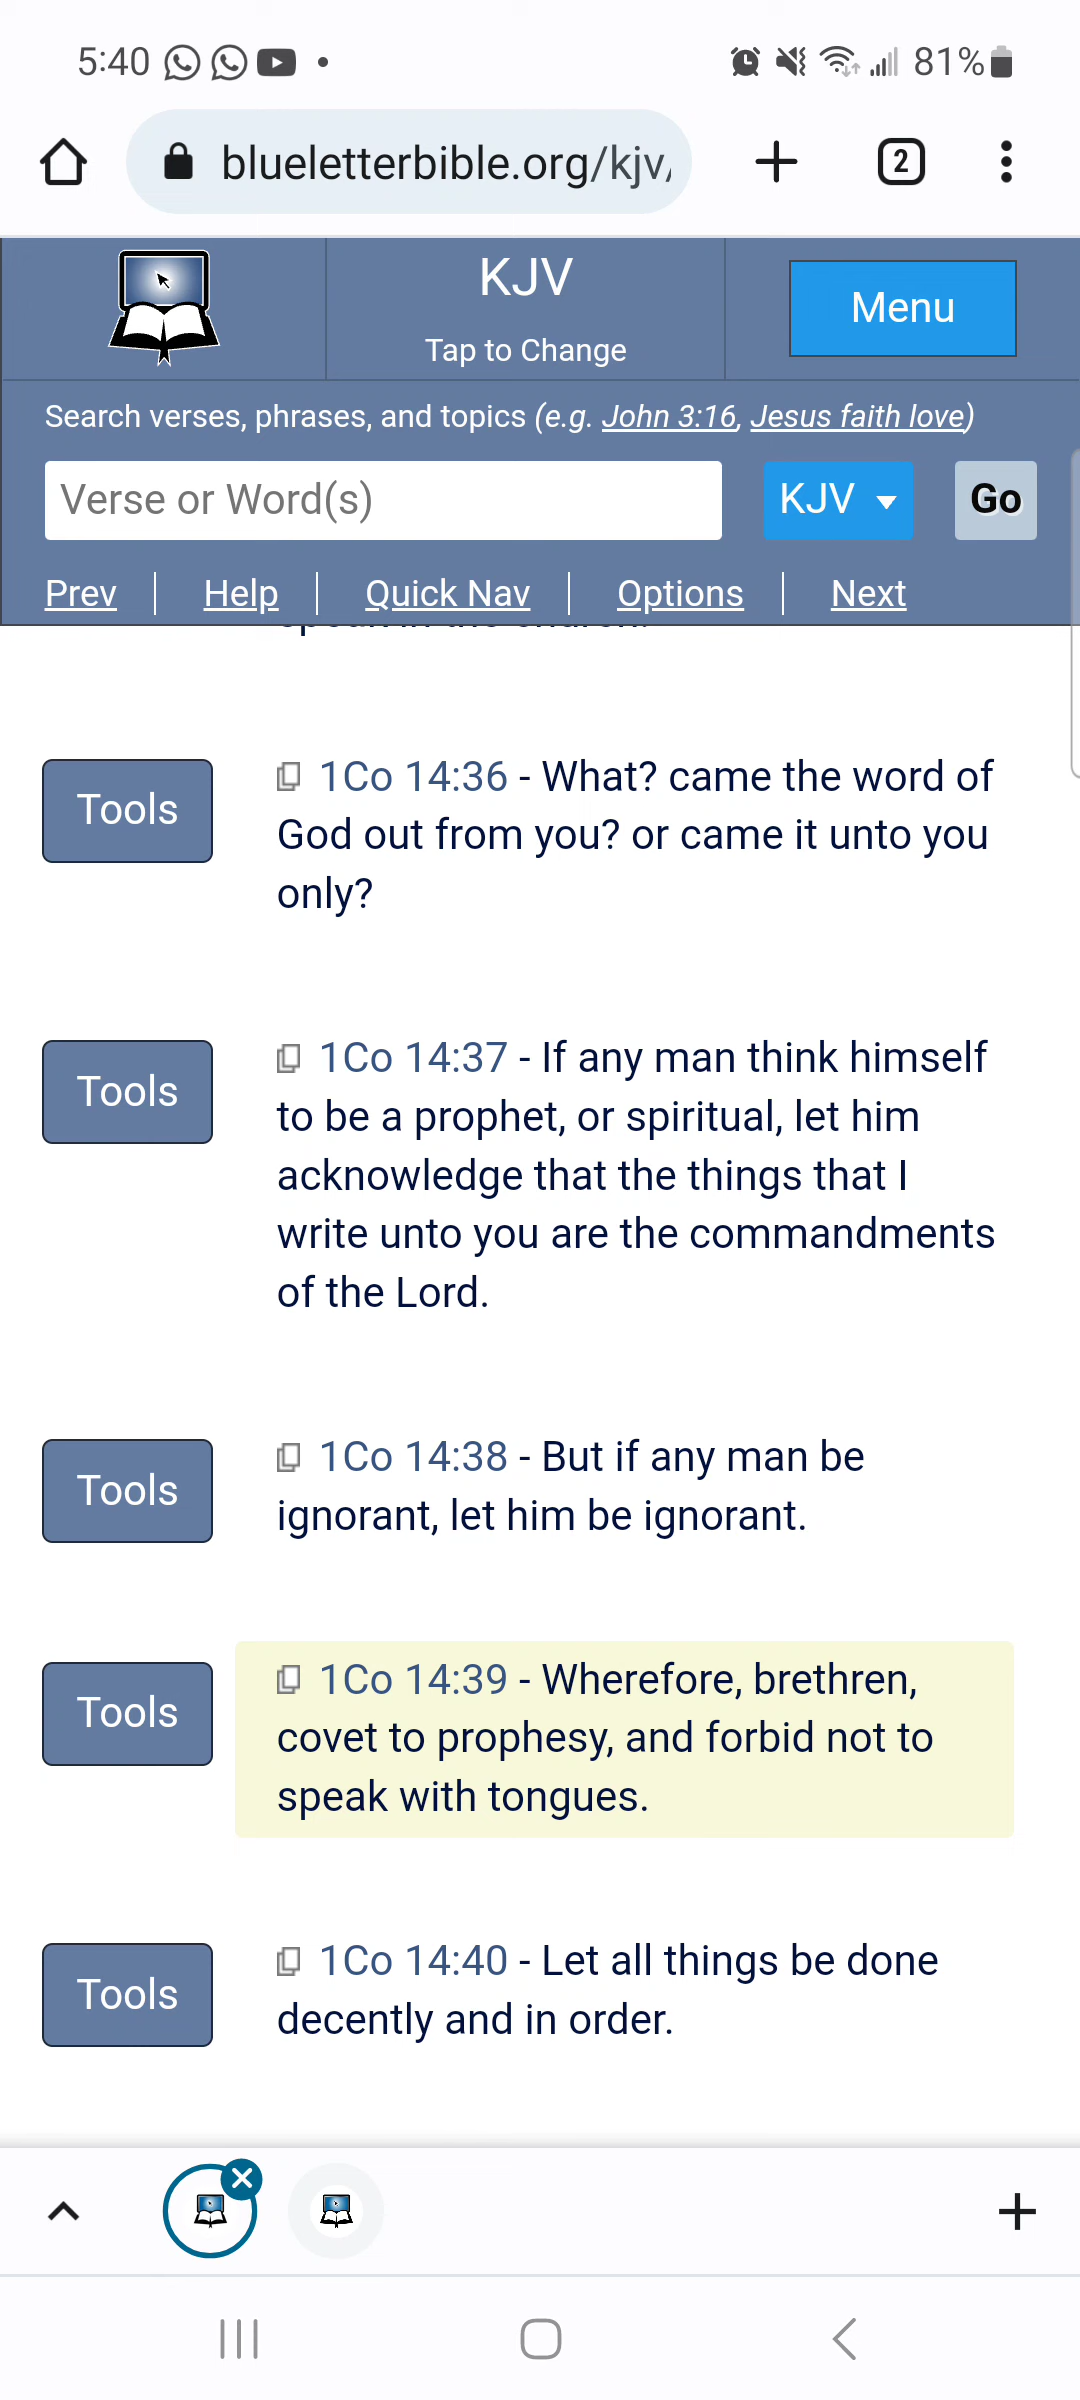 5:40
81%
blueletterbible.org/kjv/
2
KJV
Tap to Change
Menu
Search verses, phrases, and topics (e.g. John 3:16, Jesus faith love)
Verse or Word(s)
KJV
Go
Prev
Help
Quick Nav
Options
Next
Tools
1Co 14:36 - What? came the word of
God out from you? or came it unto you
only?
Tools
1Co 14:37 - If any man think himself
to be a prophet, or spiritual, let him
acknowledge that the things that I
write unto you are the commandments
of the Lord.
Tools
1Co 14:38 - But if any man be
ignorant, let him be ignorant.
Tools
1Co 14:39 - Wherefore, brethren,
covet to prophesy, and forbid not to
speak with tongues.
Tools
1Co 14:40 - Let all things be done
decently and in order.